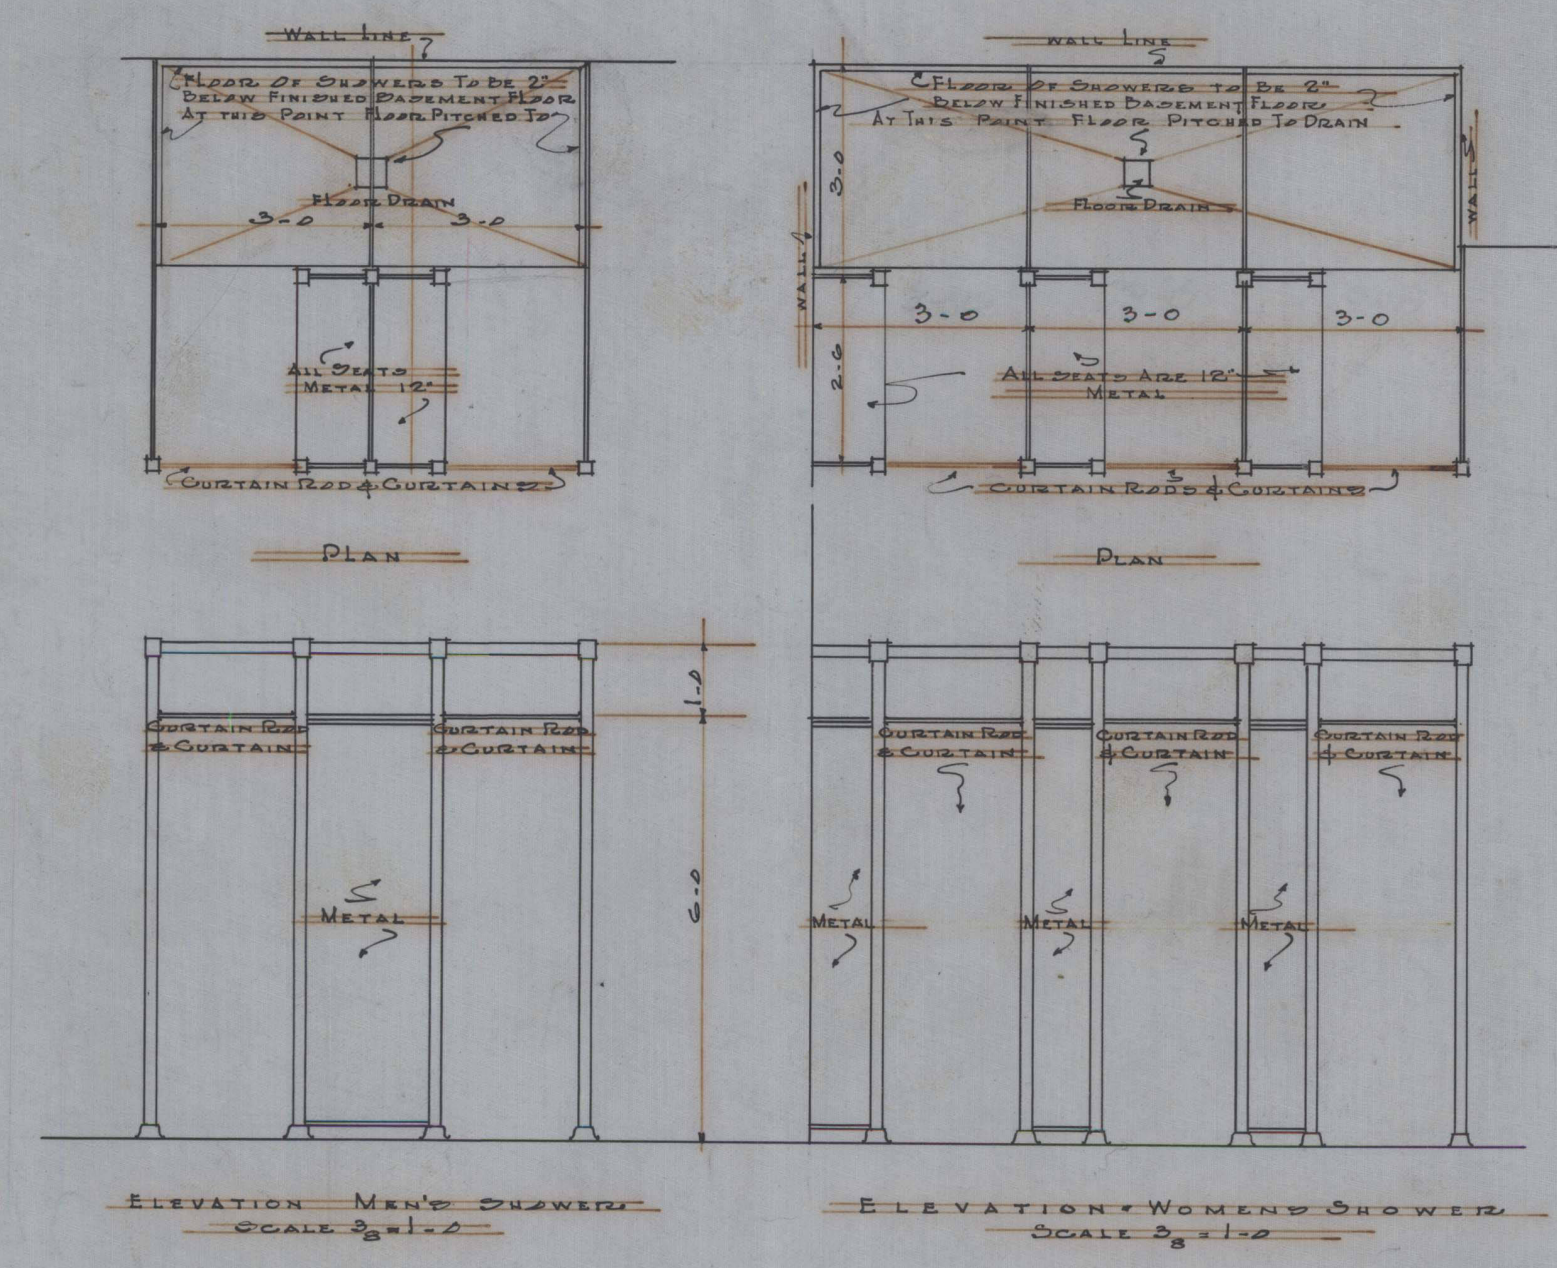 WALL LINE
FLOOR OF SHOWERS TO BE 2"
BELOW FINISHED BASEMENT FLOOR
AT THIS POINT FLOOR PITCHED TO
FLOOR DRAIN
3-0
3-0
ALL SEATS
METAL 12"
CURTAIN ROD & CURTAINS
PLAN
WALL LINE
FLOOR OF SHOWERS TO BE 2"
BELOW FINISHED BASEMENT FLOOR
AT THIS POINT FLOOR PITCHED TO DRAIN
3-0
WALL
WALL
FLOOR DRAIN
3-0
3-0
3-0
2-6
ALL SEATS ARE 12"
METAL
CURTAIN RODS & CURTAINS
PLAN
CURTAIN ROD
& CURTAIN
CURTAIN ROD
& CURTAIN
1-0
METAL
6-0
ELEVATION MEN'S SHOWER
SCALE 3/8 = 1-0
CURTAIN ROD
& CURTAIN
CURTAIN ROD
& CURTAIN
CURTAIN ROD
& CURTAIN
METAL
METAL
METAL
ELEVATION · WOMENS SHOWER
SCALE 3/8 = 1-0